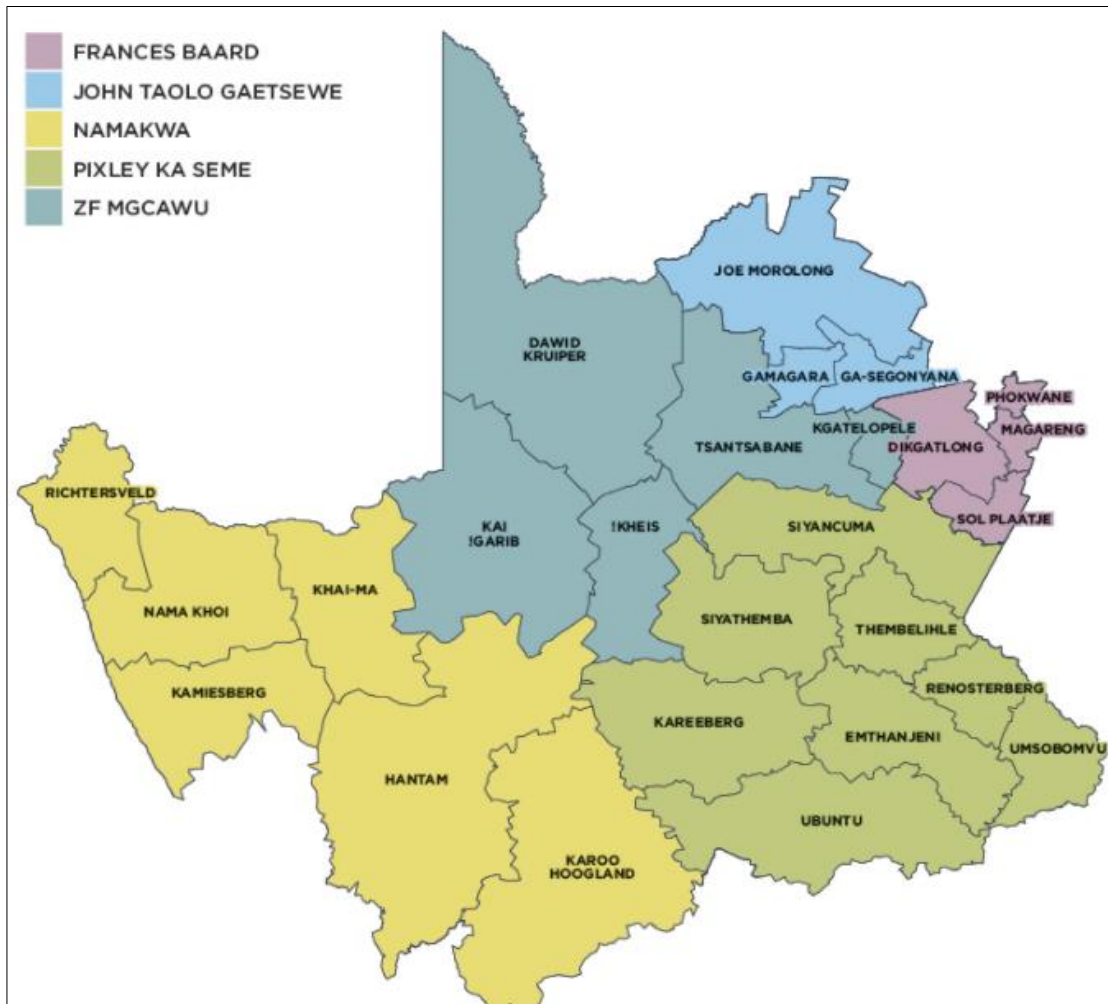 FRANCES BAARD
JOHN TAOLO GAETSEWE
NAMAKWA
PIXLEY KA SEME
ZF MGCAWU
JOE MOROLONG
DAWID
KRUIPER
GAMAGARA
GA-SEGONYANA
PHOKWANE
MAGARENG
KGATELOPELE
DIKGATLONG
TSANTSABANE
RICHTERSVELD
SOL PLAATJE
KAI
!GARIB
!KHEIS
SIYANCUMA
KHAI-MA
NAMA KHOI
SIYATHEMBA
THEMBELIHLE
KAMIESBERG
RENOSTERBERG
KAREEBERG
EMTHANJENI
UMSOBOMVU
HANTAM
UBUNTU
KAROO
HOOGLAND